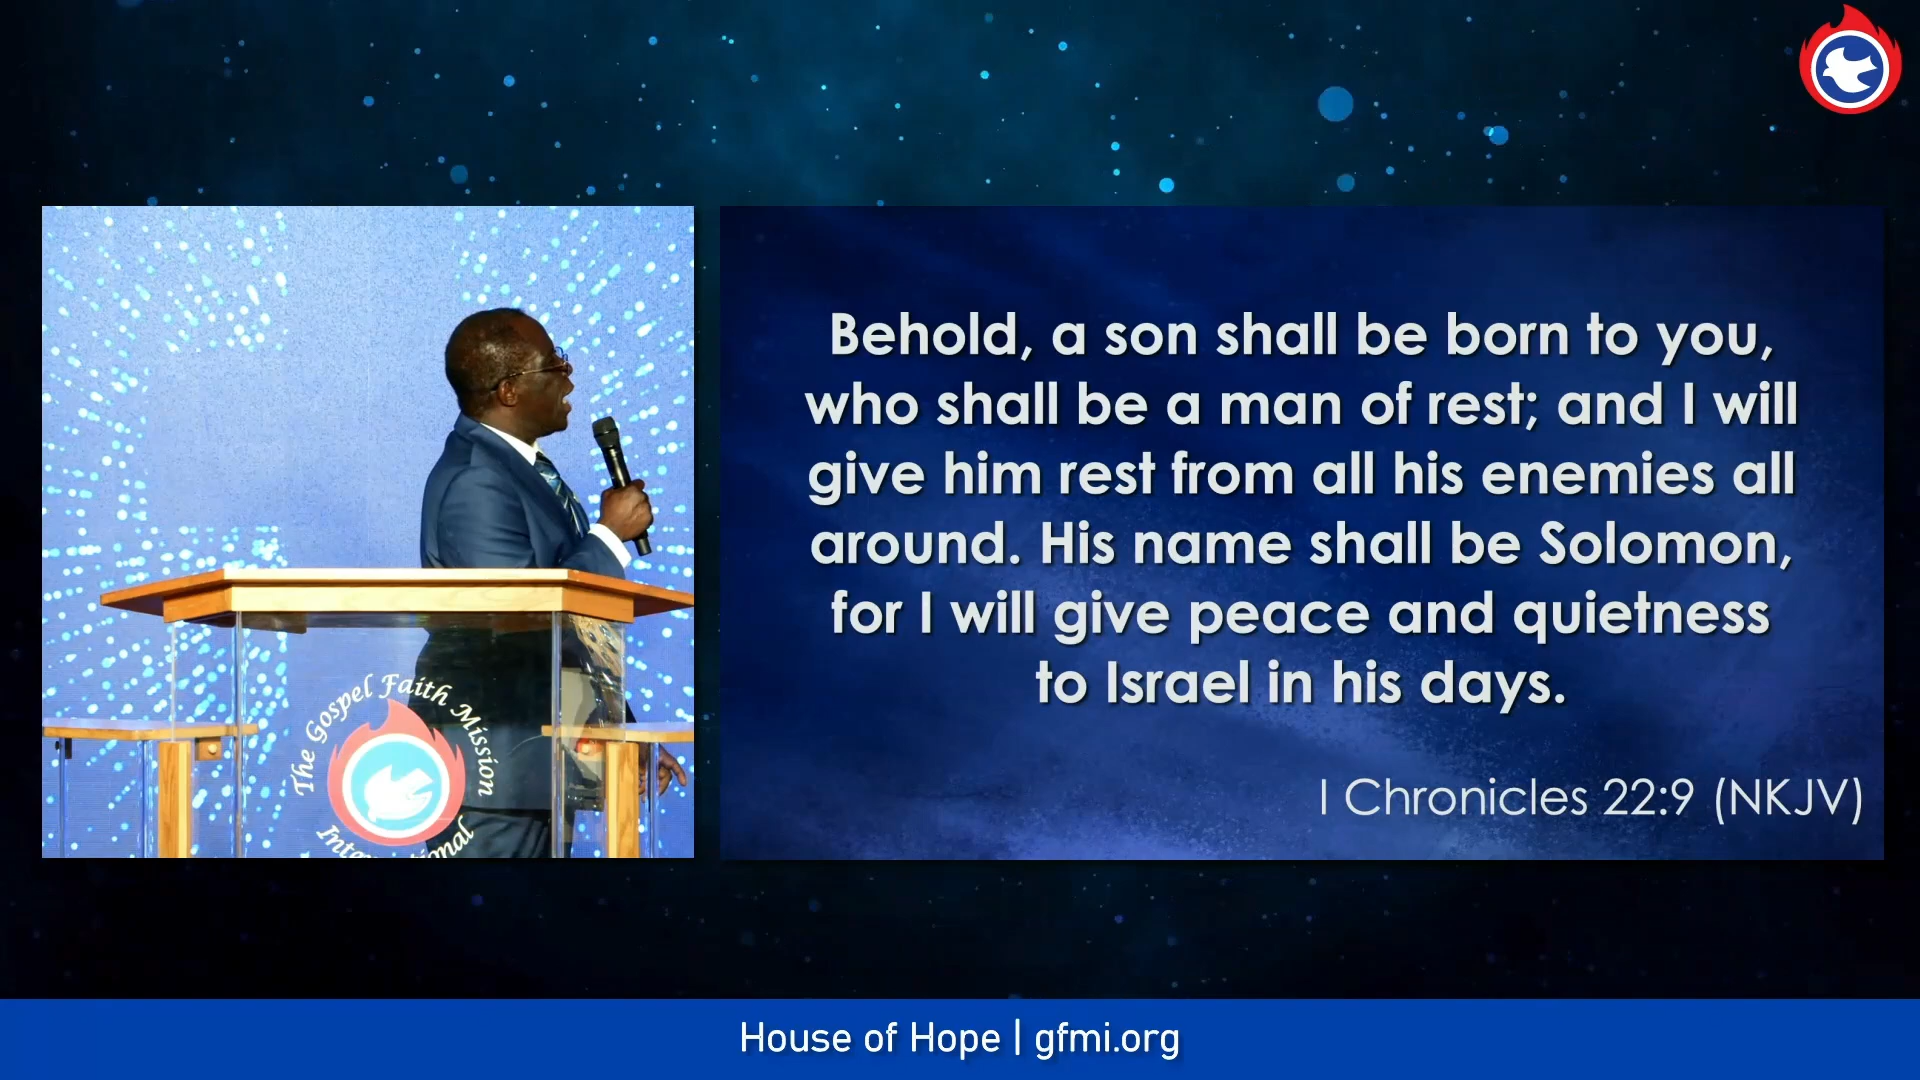 Behold, a son shall be born to you,
who shall be a man of rest; and I will
give him rest from all his enemies all
around. His name shall be Solomon,
for I will give peace and quietness
to Israel in his days.
I Chronicles 22:9 (NKJV)
The Gospel Faith Mission
House of Hope | gfmi.org